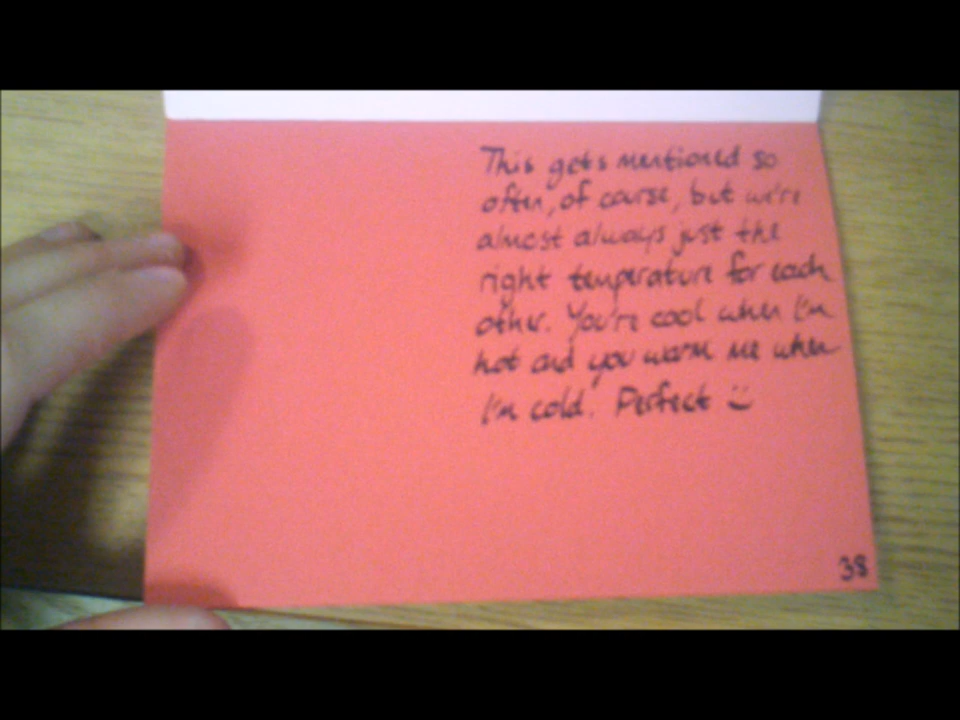 This gets mentioned so
often, of course, but we're
almost always just the
right temperature for each
other. You're cool when I'm
hot and you warm me when
I'm cold. Perfect :)
38